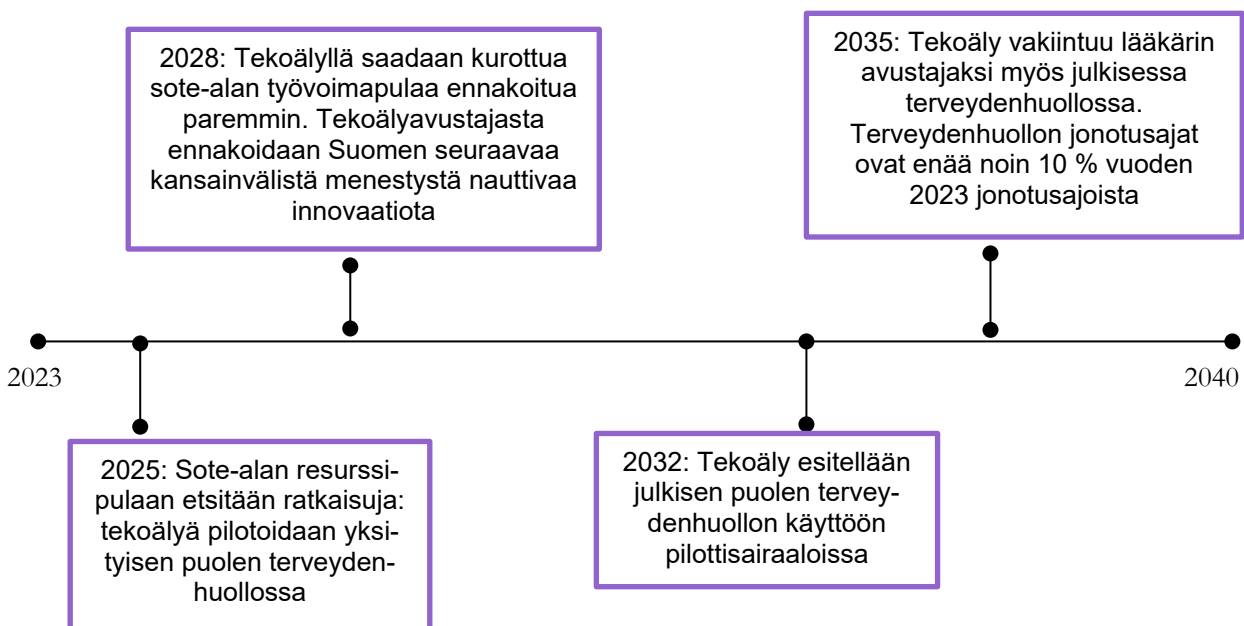 2028: Tekoälyllä saadaan kurottua
sote-alan työvoimapulaa ennakoitua
paremmin. Tekoälyavustajasta
ennakoidaan Suomen seuraavaa
kansainvälistä menestystä nauttivaa
innovaatiota
2035: Tekoäly vakiintuu lääkärin
avustajaksi myös julkisessa
terveydenhuollossa.
Terveydenhuollon jonotusajat
ovat enää noin 10 % vuoden
2023 jonotusajoista
2023
2040
2025: Sote-alan resurssi-
pulaan etsitään ratkaisuja:
tekoälyä pilotoidaan yksi-
tyisen puolen terveyden-
huollossa
2032: Tekoäly esitellään
julkisen puolen tervey-
denhuollon käyttöön
pilottisairaaloissa